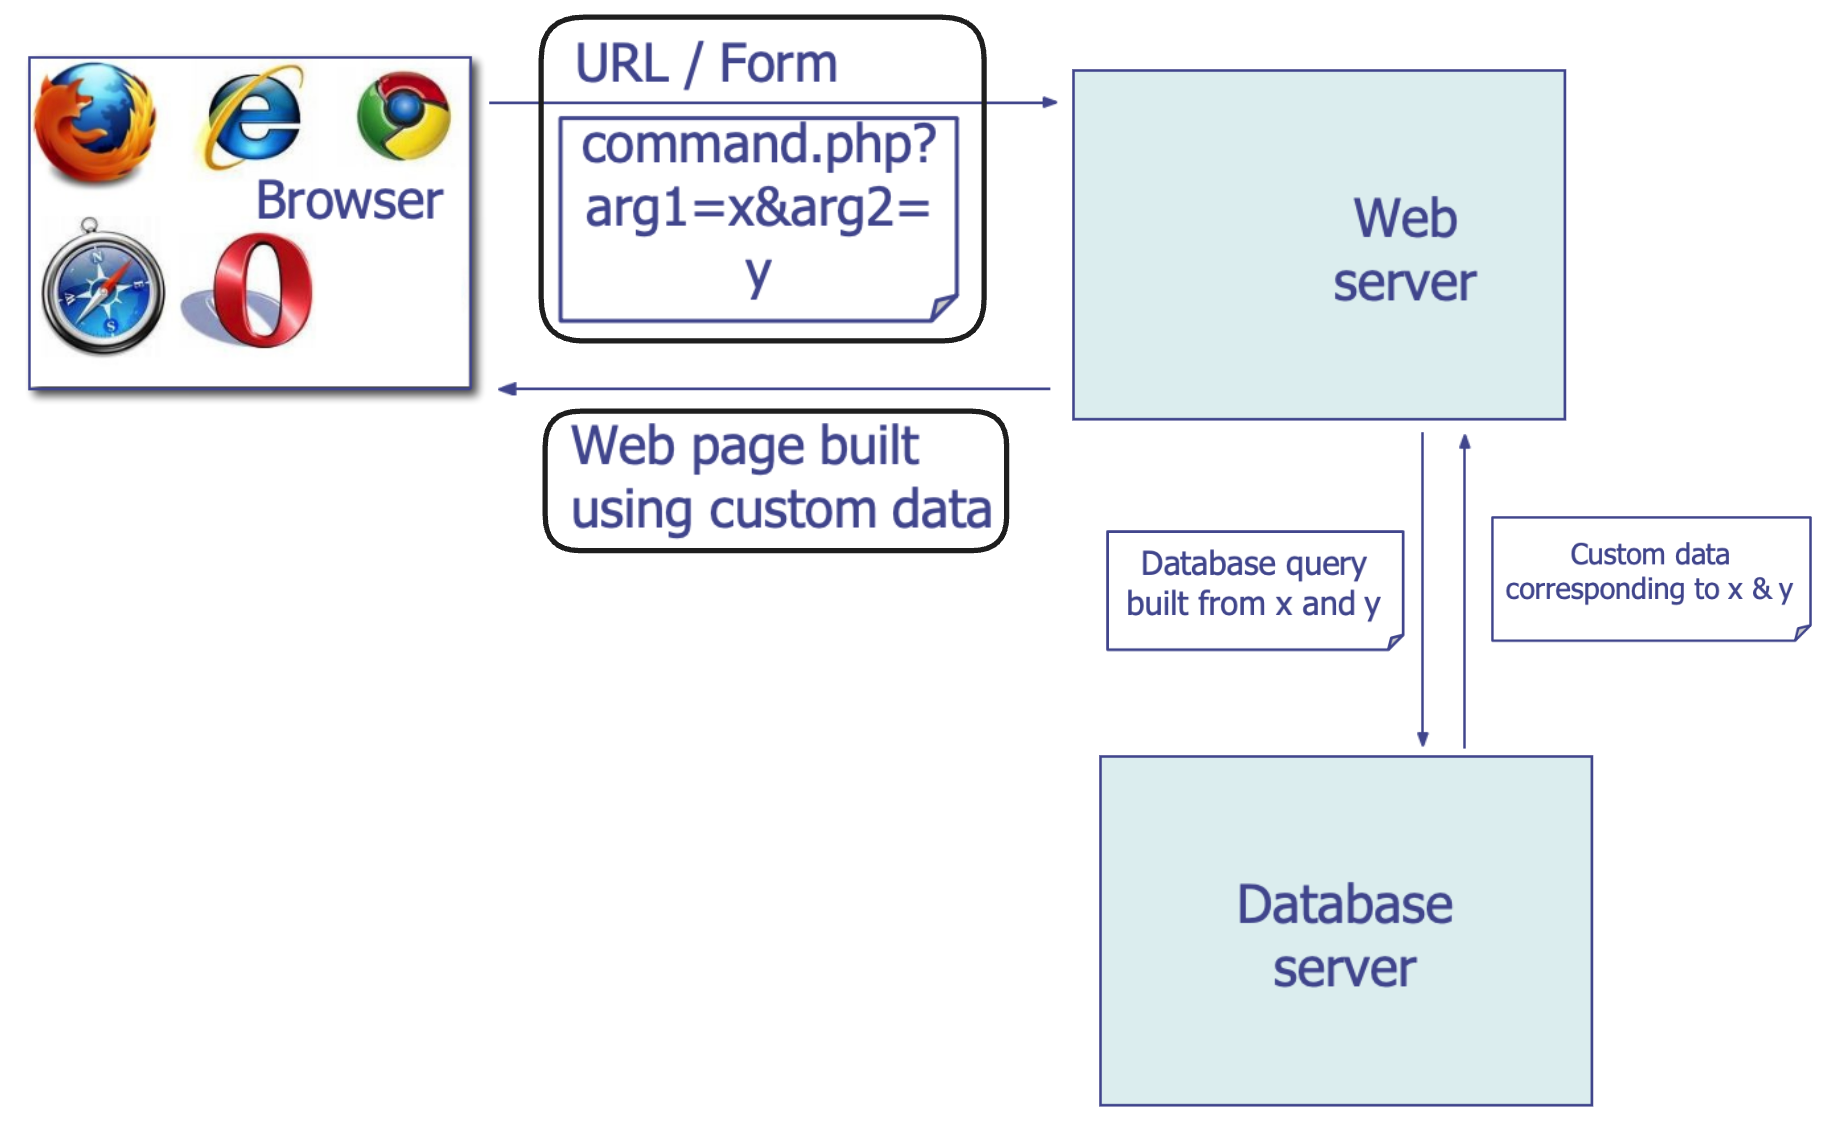 URL / Form
command.php?
arg1=x&arg2=
y
Browser
Web
server
Web page built
using custom data
Database query
built from x and y
Custom data
corresponding to x & y
Database
server
N
E
S
W